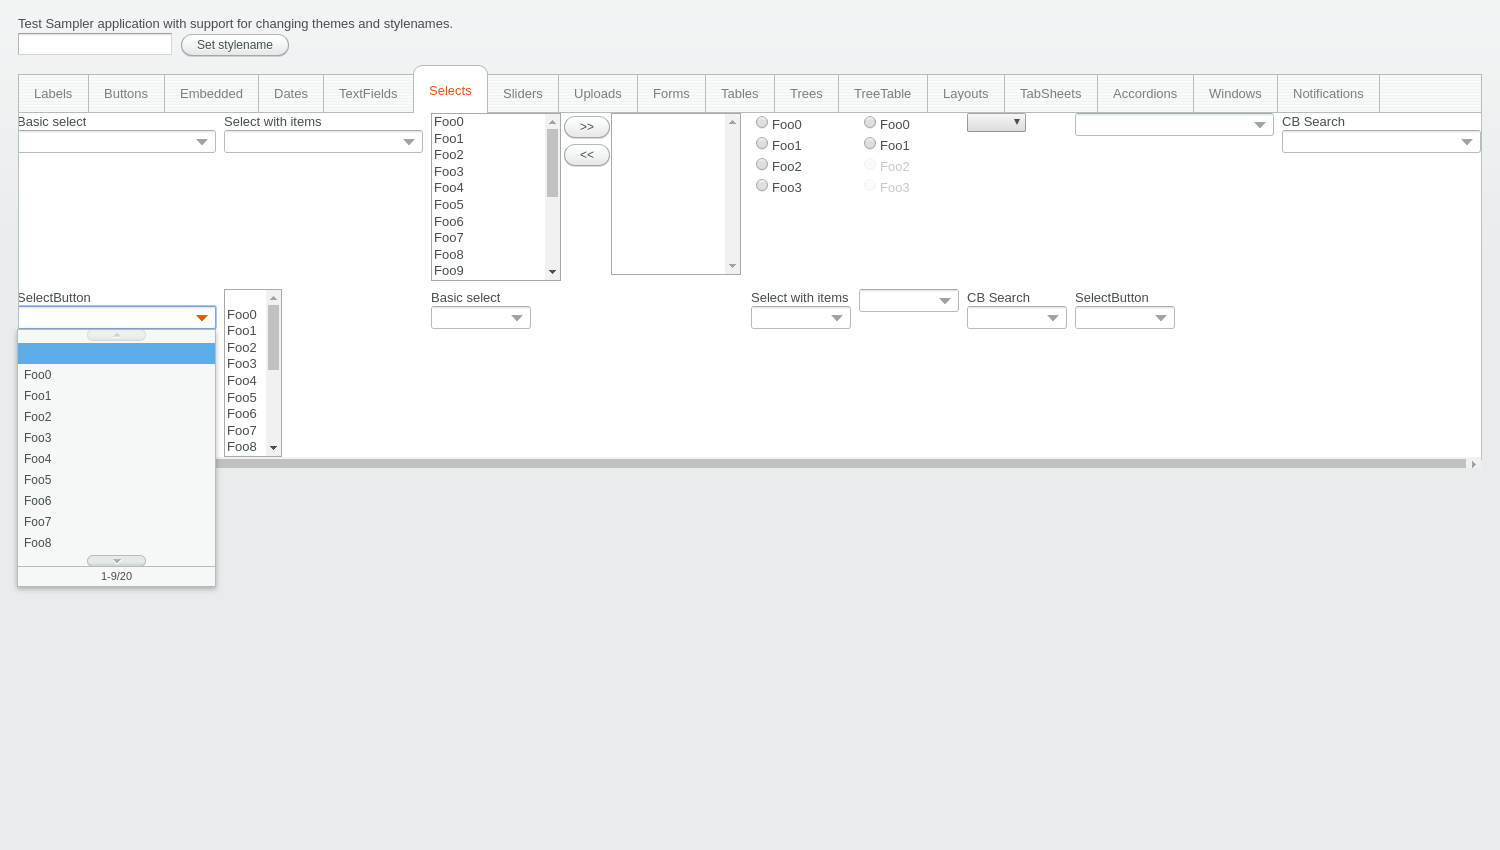 Test Sampler application with support for changing themes and stylenames.
Set stylename
Labels Buttons Embedded Dates TextFields Selects Sliders Uploads Forms Tables Trees TreeTable Layouts TabSheets Accordions Windows Notifications
Basic select
Select with items
Foo0
Foo1
Foo2
Foo3
Foo4
Foo5
Foo6
Foo7
Foo8
Foo9
>>
<<
Foo0
Foo1
Foo2
Foo3
Foo0
Foo1
Foo2
Foo3
CB Search
SelectButton
Foo0
Foo1
Foo2
Foo3
Foo4
Foo5
Foo6
Foo7
Foo8
1-9/20
Foo0
Foo1
Foo2
Foo3
Foo4
Foo5
Foo6
Foo7
Foo8
Basic select
Select with items
CB Search
SelectButton